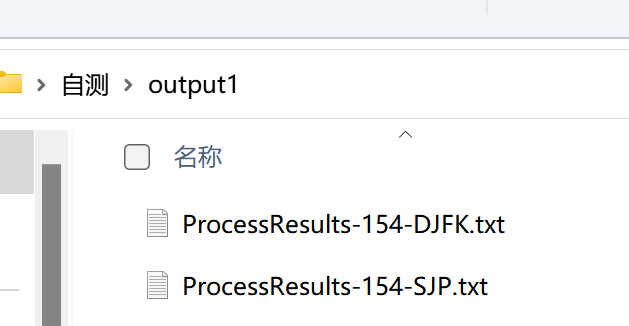 自测 output1
名称
ProcessResults-154-DJFK.txt
ProcessResults-154-SJP.txt